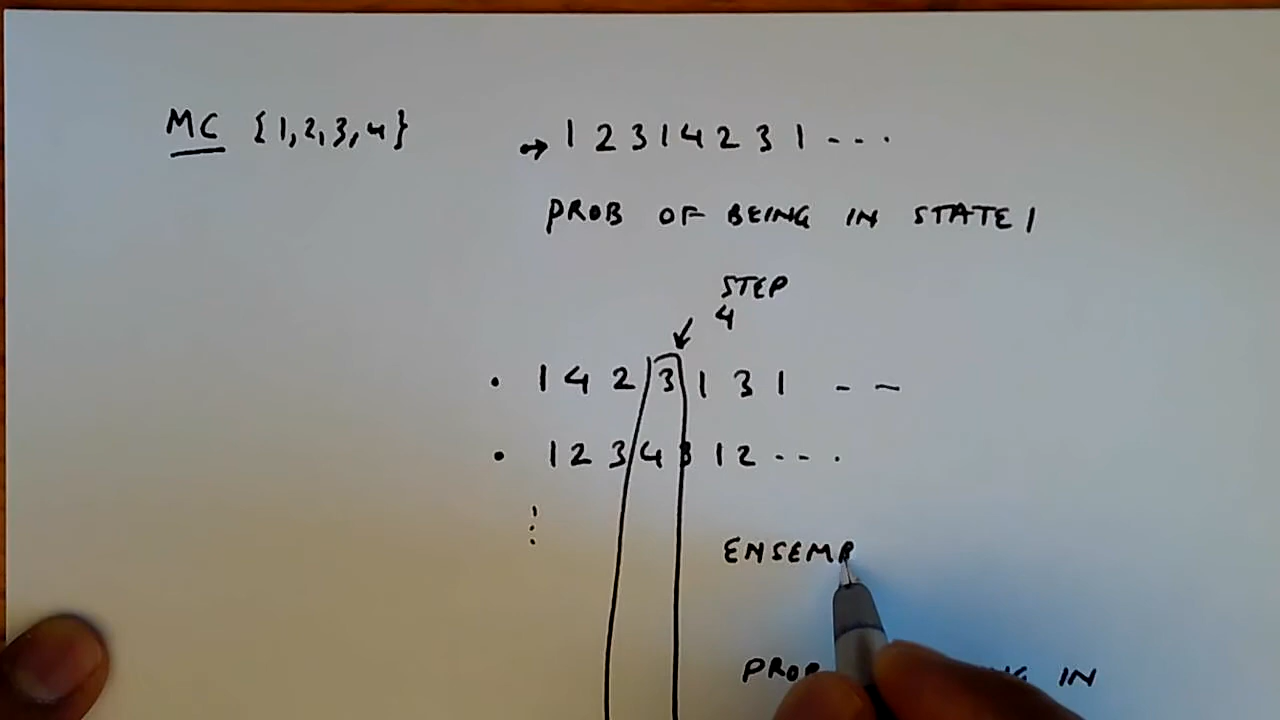 MC {1,2,3,4}
→ 1 2 3 1 4 2 3 1 - - .
PROB OF BEING IN STATE 1
STEP
4
. 1 4 2 3 1 3 1 - -
. 1 2 3 4 3 1 2 - - .
⋮
ENSEMB
IN